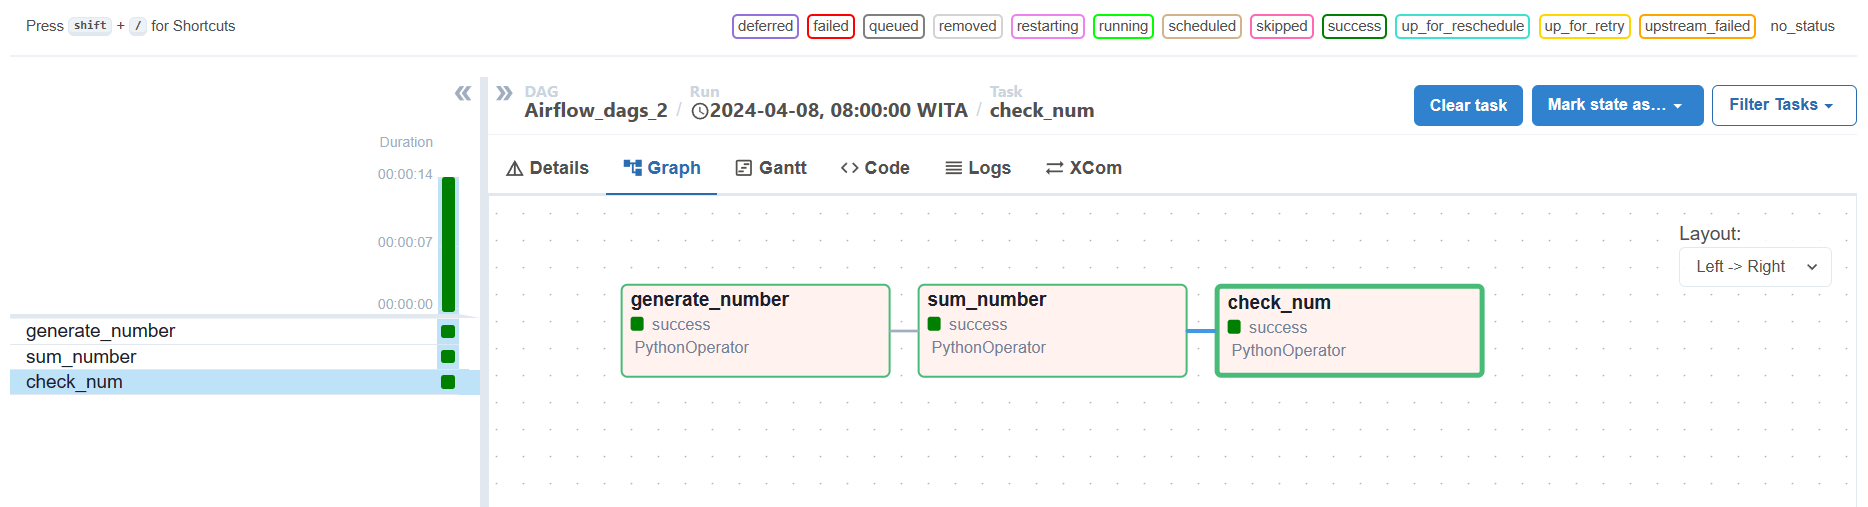 Press shift + / for Shortcuts
deferred failed queued removed restarting running scheduled skipped success up_for_reschedule up_for_retry upstream_failed no_status
DAG Run Task
Airflow_dags_2 / 2024-04-08, 08:00:00 WITA / check_num
Clear task
Mark state as...
Filter Tasks
Duration
00:00:14
00:00:07
00:00:00
generate_number
sum_number
check_num
Details Graph Gantt Code Logs XCom
Layout:
Left -> Right
generate_number
success
PythonOperator
sum_number
success
PythonOperator
check_num
success
PythonOperator